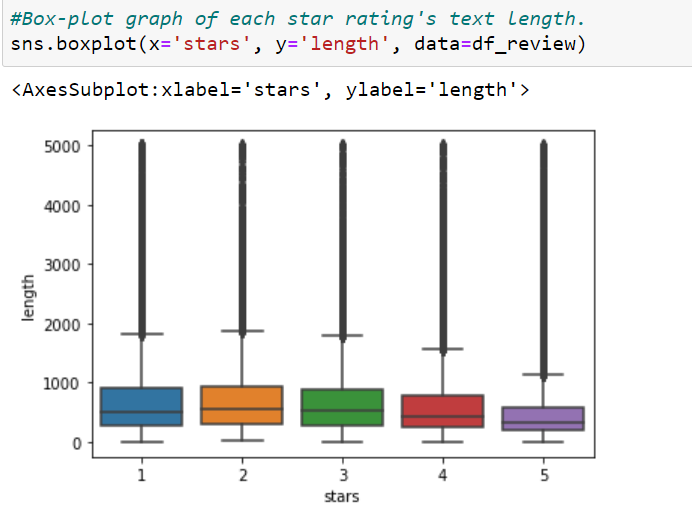 #Box-plot graph of each star rating's text length.
sns.boxplot(x='stars', y='length', data=df_review)
<AxesSubplot:xlabel='stars', ylabel='length'>
5000
4000
3000
2000
1000
0
length
1 2 3 4 5
stars